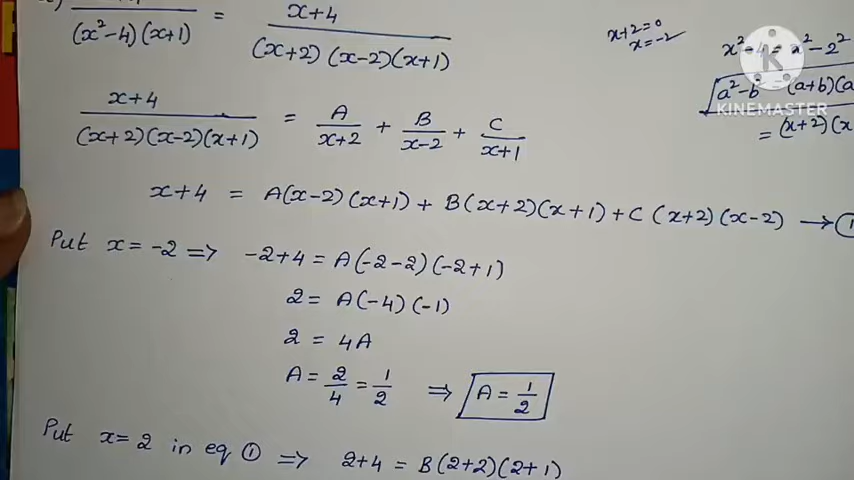 (x²-4)(x+1) = x+4 / (x+2)(x-2)(x+1)
x+2=0
x=-2
x²-4 = x²-2²
a²-b² (a+b)(a
= (x+2)(x
KINEMASTER
x+4 / (x+2)(x-2)(x+1) = A/x+2 + B/x-2 + C/x+1
x+4 = A(x-2)(x+1) + B(x+2)(x+1) + C(x+2)(x-2) → 1
Put x=-2 ⇒ -2+4 = A(-2-2)(-2+1)
2 = A(-4)(-1)
2 = 4A
A = 2/4 = 1/2 ⇒ A = 1/2
Put x=2 in eq ① ⇒ 2+4 = B(2+2)(2+1)